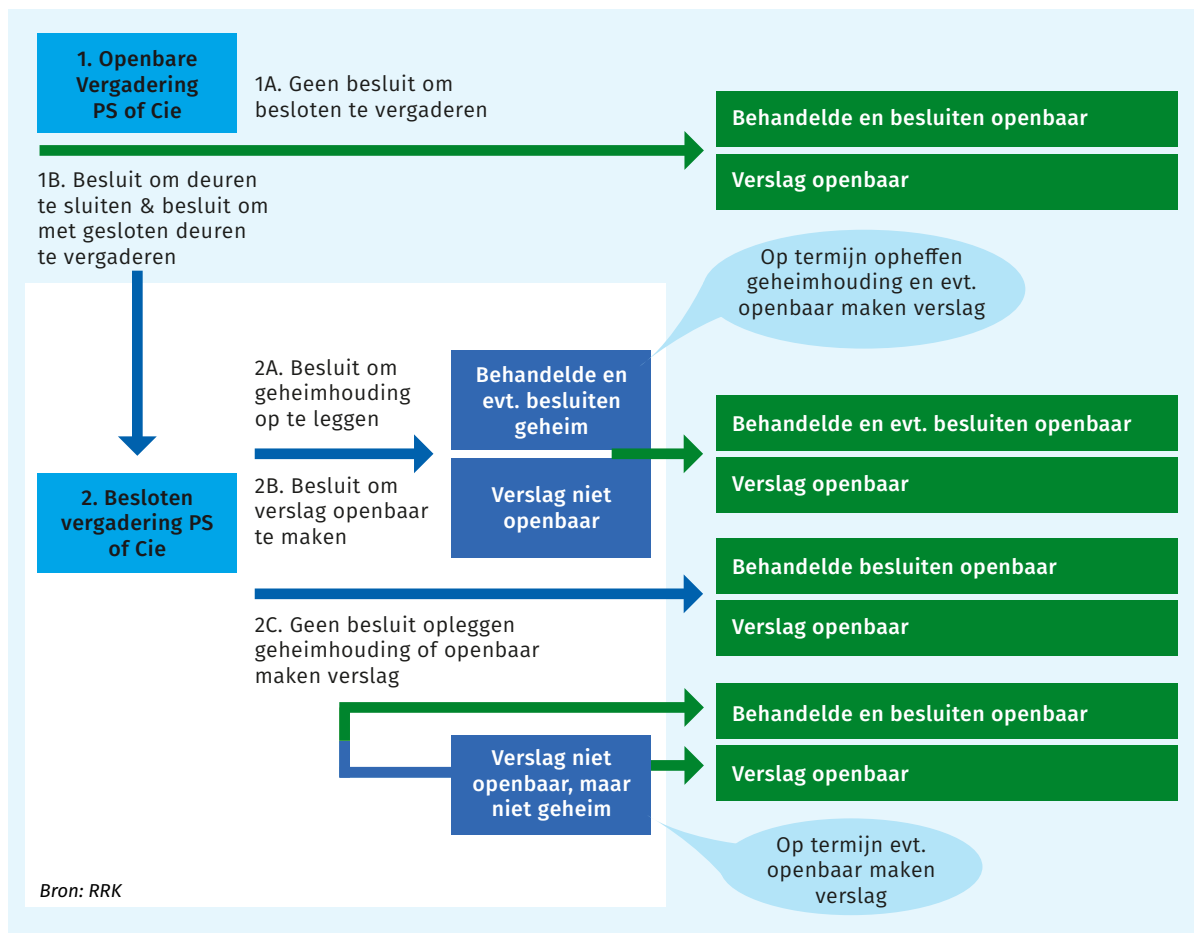 1. Openbare
Vergadering
PS of Cie
1A. Geen besluit om
besloten te vergaderen
Behandelde en besluiten openbaar
Verslag openbaar
1B. Besluit om deuren
te sluiten & besluit om
met gesloten deuren
te vergaderen
Op termijn opheffen
geheimhouding en evt.
openbaar maken verslag
2A. Besluit om
geheimhouding
op te leggen
Behandelde en
evt. besluiten
geheim
Behandelde en evt. besluiten openbaar
Verslag openbaar
2. Besloten
vergadering PS
of Cie
2B. Besluit om
verslag openbaar
te maken
Verslag niet
openbaar
Behandelde besluiten openbaar
Verslag openbaar
2C. Geen besluit opleggen
geheimhouding of openbaar
maken verslag
Behandelde en besluiten openbaar
Verslag niet
openbaar, maar
niet geheim
Verslag openbaar
Op termijn evt.
openbaar maken
verslag
Bron: RRK